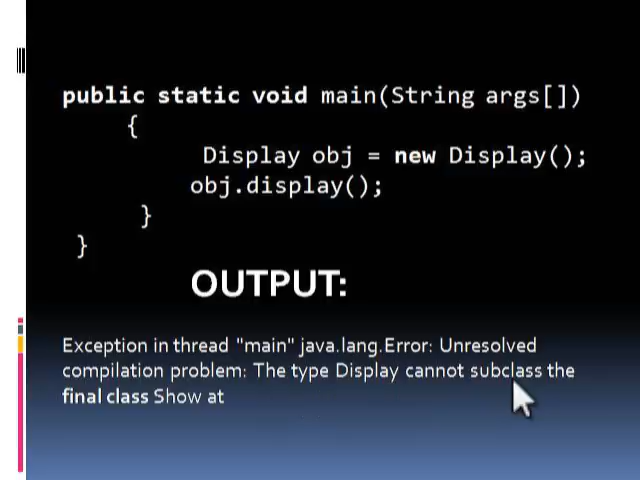 public static void main(String args[])
{
Display obj = new Display();
obj.display();
}
}
OUTPUT:
Exception in thread "main" java.lang.Error: Unresolved
compilation problem: The type Display cannot subclass the
final class Show at